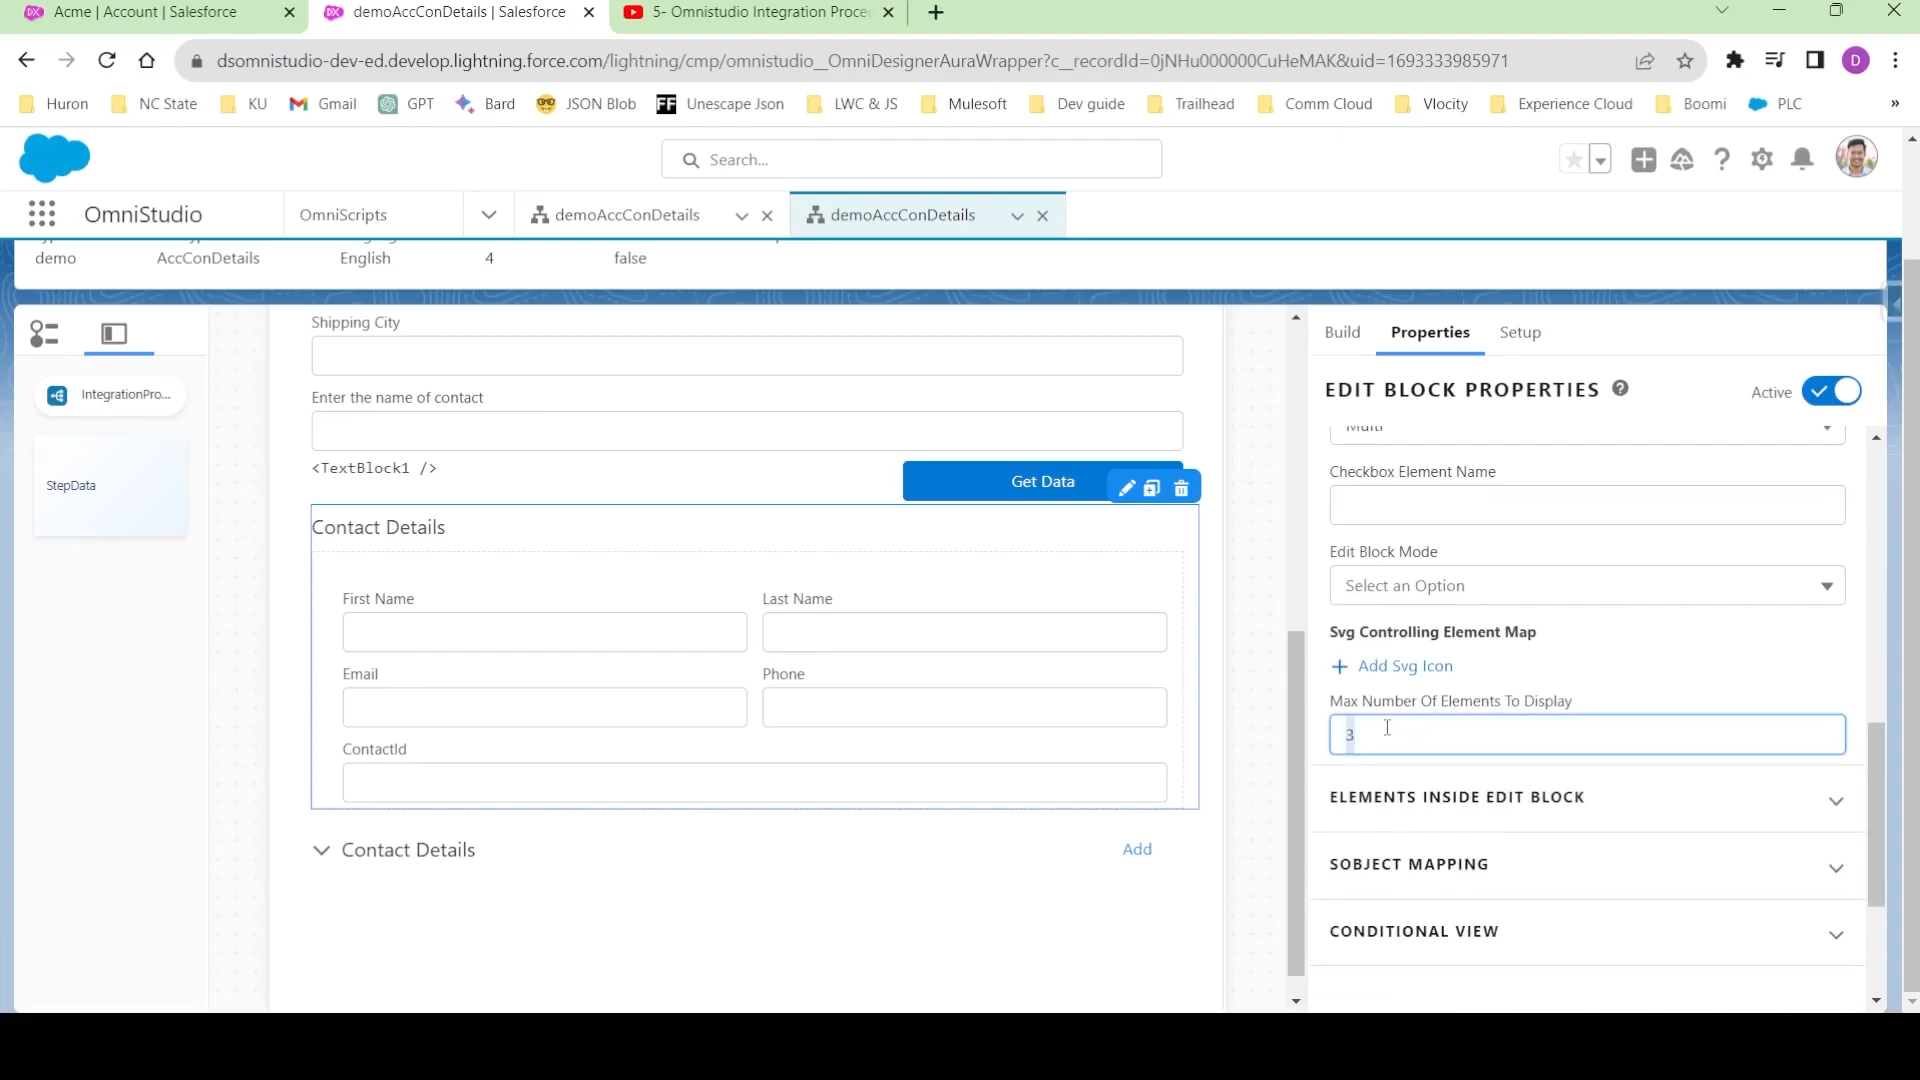 Acme | Account | Salesforce
demoAccConDetails | Salesforce
5- Omnistudio Integration Proce
dsomnistudio-dev-ed.develop.lightning.force.com/lightning/cmp/omnistudio__OmniDesignerAuraWrapper?c__recordId=0jNHu000000CuHeMAK&uid=1693333985971
D
Huron
NC State
KU
Gmail
GPT
Bard
JSON Blob
Unescape Json
LWC & JS
Mulesoft
Dev guide
Trailhead
Comm Cloud
Vlocity
Experience Cloud
Boomi
PLC
»
Search...
OmniStudio
OmniScripts
demoAccConDetails
demoAccConDetails
demo
AccConDetails
English
4
false
IntegrationPro...
StepData
Shipping City
Enter the name of contact
<TextBlock1 />
Get Data
Contact Details
First Name
Last Name
Email
Phone
ContactId
Contact Details
Add
Build
Properties
Setup
EDIT BLOCK PROPERTIES
Active
Multi
Checkbox Element Name
Edit Block Mode
Select an Option
Svg Controlling Element Map
+ Add Svg Icon
Max Number Of Elements To Display
3
ELEMENTS INSIDE EDIT BLOCK
SOBJECT MAPPING
CONDITIONAL VIEW